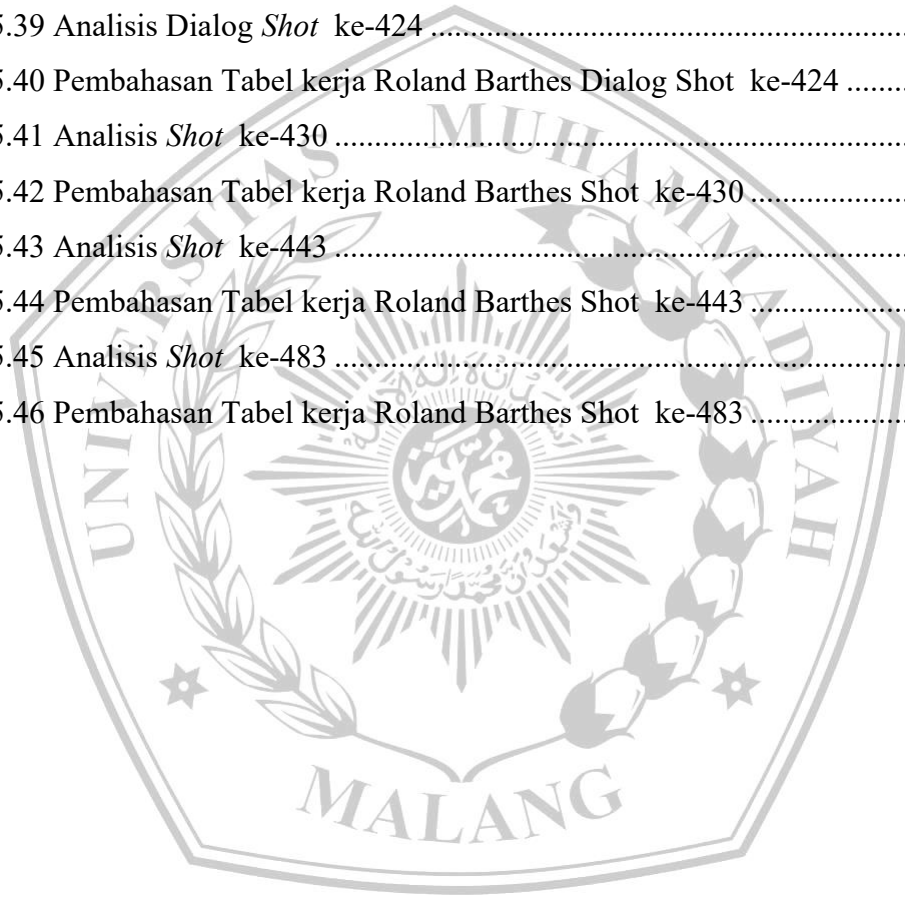 5.39 Analisis Dialog Shot ke-424 ..........................................................
5.40 Pembahasan Tabel kerja Roland Barthes Dialog Shot ke-424 ........
5.41 Analisis Shot ke-430 .......................................................................
5.42 Pembahasan Tabel kerja Roland Barthes Shot ke-430 ....................
5.43 Analisis Shot ke-443 .......................................................................
5.44 Pembahasan Tabel kerja Roland Barthes Shot ke-443 ....................
5.45 Analisis Shot ke-483 .......................................................................
5.46 Pembahasan Tabel kerja Roland Barthes Shot ke-483 ....................
UNIVERSITAS MUHAMMADIYAH
MALANG